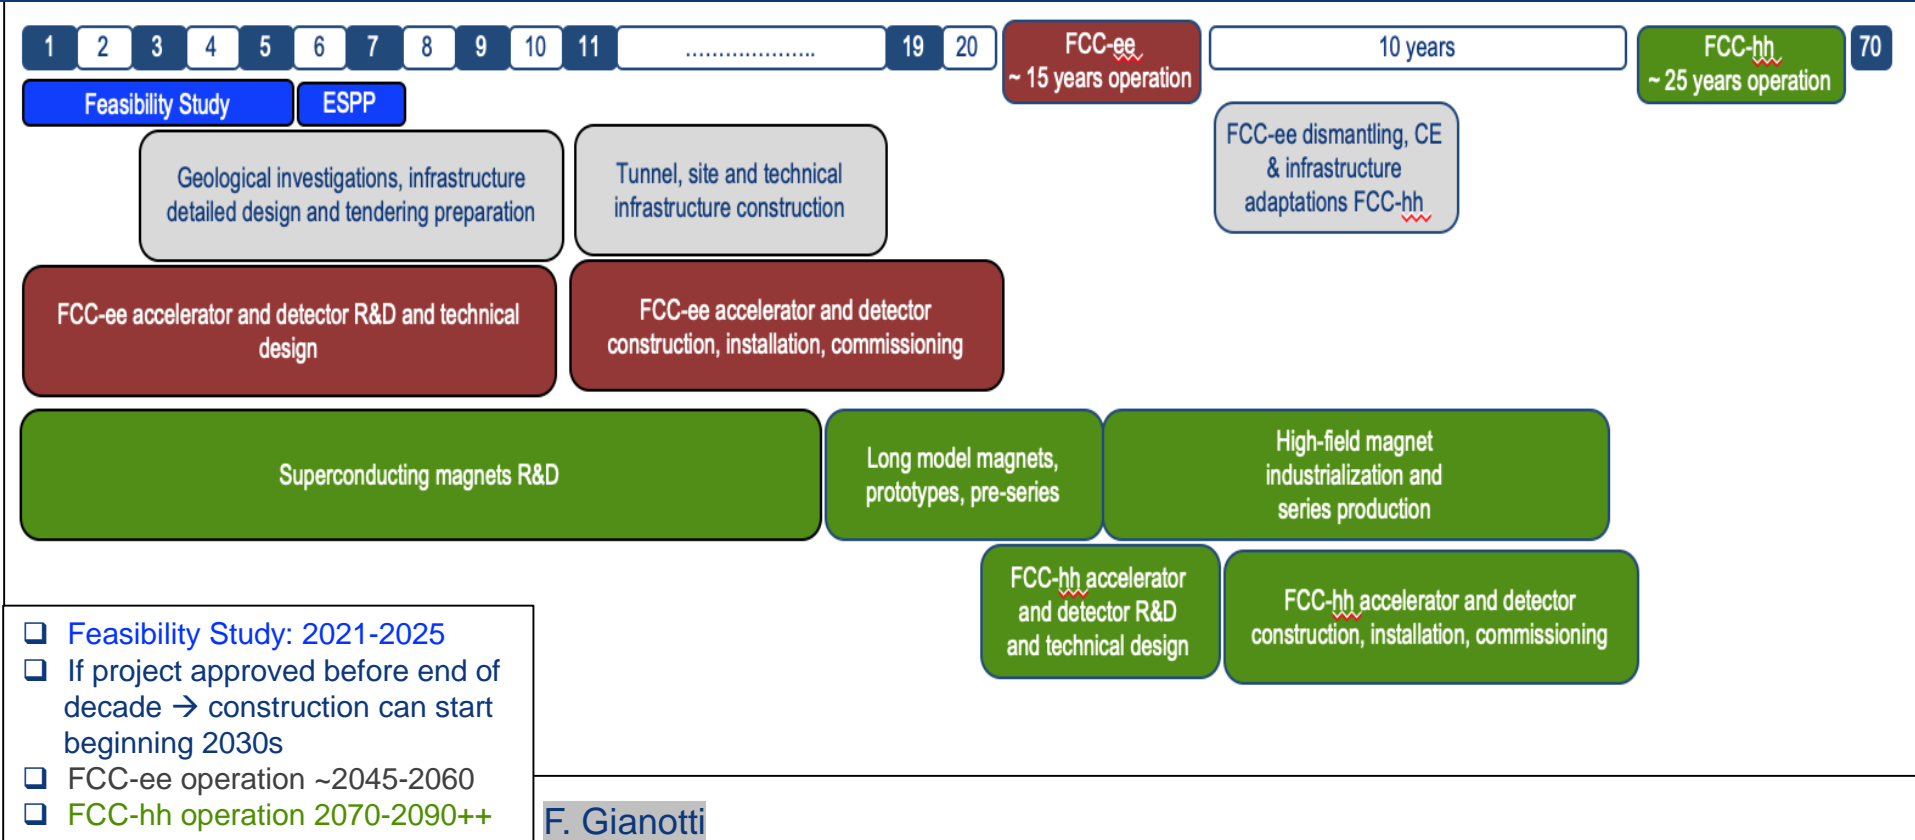 1 2 3 4 5 6 7 8 9 10 11 .................... 19 20
FCC-ee
~ 15 years operation
10 years
FCC-hh
~ 25 years operation
70
Feasibility Study
ESPP
Geological investigations, infrastructure
detailed design and tendering preparation
Tunnel, site and technical
infrastructure construction
FCC-ee dismantling, CE
& infrastructure
adaptations FCC-hh
FCC-ee accelerator and detector R&D and technical
design
FCC-ee accelerator and detector
construction, installation, commissioning
Superconducting magnets R&D
Long model magnets,
prototypes, pre-series
High-field magnet
industrialization and
series production
FCC-hh accelerator
and detector R&D
and technical design
FCC-hh accelerator and detector
construction, installation, commissioning
❑ Feasibility Study: 2021-2025
❑ If project approved before end of
decade → construction can start
beginning 2030s
❑ FCC-ee operation ~2045-2060
❑ FCC-hh operation 2070-2090++
F. Gianotti